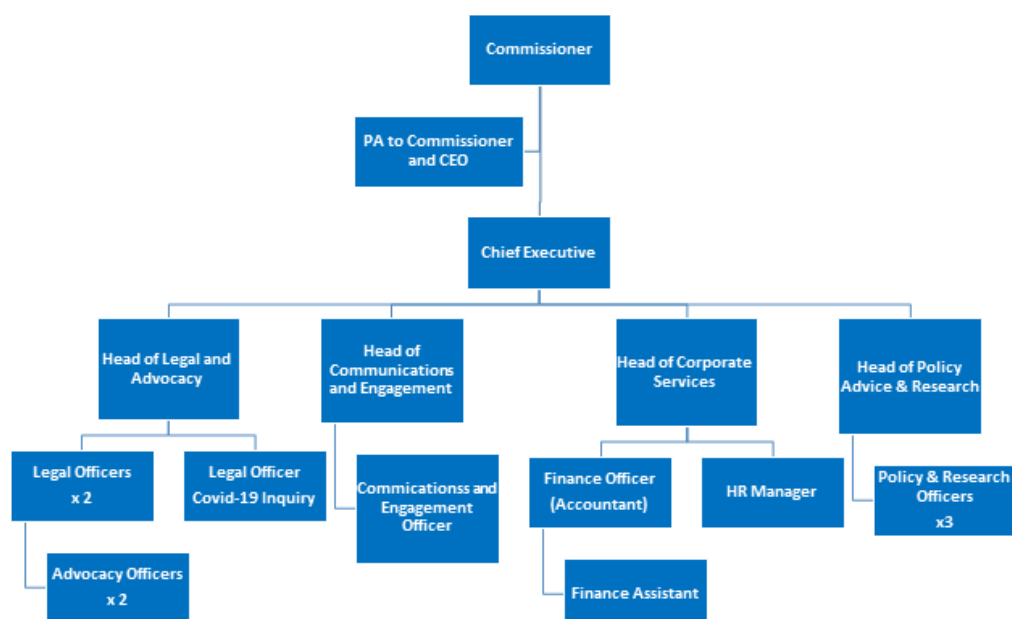 Commissioner
PA to Commissioner
and CEO
Chief Executive
Head of Legal and
Advocacy
Head of
Communications
and Engagement
Head of Corporate
Services
Head of Policy
Advice & Research
Legal Officers
x 2
Legal Officer
Covid-19 Inquiry
Commicationss and
Engagement
Officer
Finance Officer
(Accountant)
HR Manager
Policy & Research
Officers
x3
Advocacy Officers
x 2
Finance Assistant